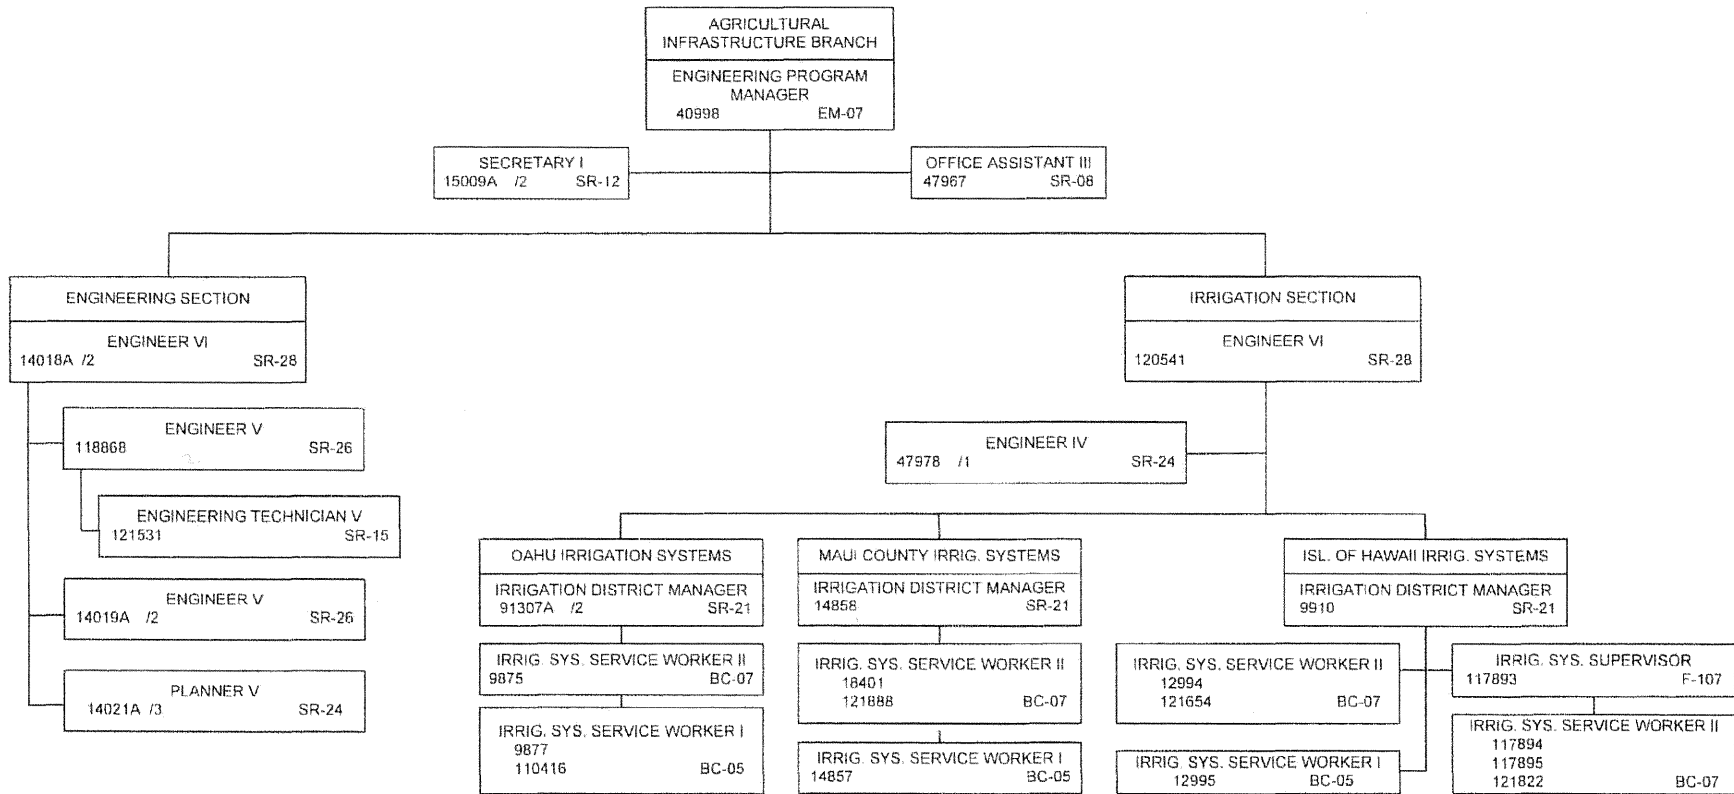 AGRICULTURAL
INFRASTRUCTURE BRANCH
ENGINEERING PROGRAM
MANAGER
40998 EM-07
SECRETARY I
15009A /2 SR-12
OFFICE ASSISTANT III
47967 SR-08
ENGINEERING SECTION
ENGINEER VI
14018A /2 SR-28
ENGINEER V
118868 SR-26
ENGINEERING TECHNICIAN V
121531 SR-15
ENGINEER V
14019A /2 SR-26
PLANNER V
14021A /3 SR-24
IRRIGATION SECTION
ENGINEER VI
120541 SR-28
ENGINEER IV
47978 /1 SR-24
OAHU IRRIGATION SYSTEMS
IRRIGATION DISTRICT MANAGER
91307A /2 SR-21
IRRIG. SYS. SERVICE WORKER II
9875 BC-07
IRRIG. SYS. SERVICE WORKER I
9877
110416 BC-05
MAUI COUNTY IRRIG. SYSTEMS
IRRIGATION DISTRICT MANAGER
14858 SR-21
IRRIG. SYS. SERVICE WORKER II
18401
121888 BC-07
IRRIG. SYS. SERVICE WORKER I
14857 BC-05
ISL. OF HAWAII IRRIG. SYSTEMS
IRRIGATION DISTRICT MANAGER
9910 SR-21
IRRIG. SYS. SERVICE WORKER II
12994
121654 BC-07
IRRIG. SYS. SERVICE WORKER I
12995 BC-05
IRRIG. SYS. SUPERVISOR
117893 F-107
IRRIG. SYS. SERVICE WORKER II
117894
117895
121822 BC-07